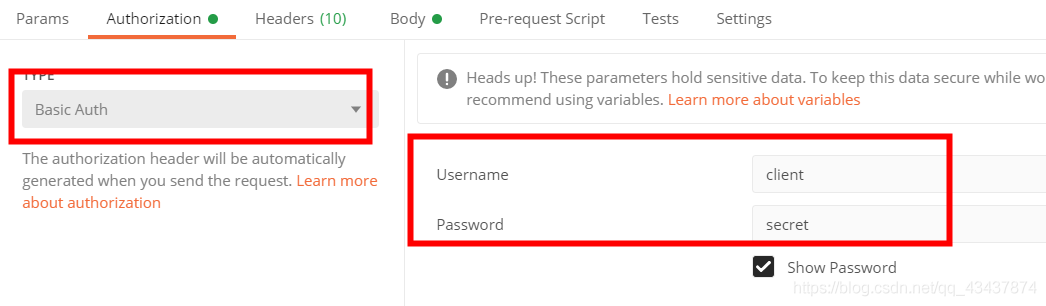 Params Authorization Headers (10) Body Pre-request Script Tests Settings
TYPE
Basic Auth
The authorization header will be automatically
generated when you send the request. Learn more
about authorization
Heads up! These parameters hold sensitive data. To keep this data secure while wo
recommend using variables. Learn more about variables
Username client
Password secret
Show Password
https://blog.csdn.net/qq_43437874